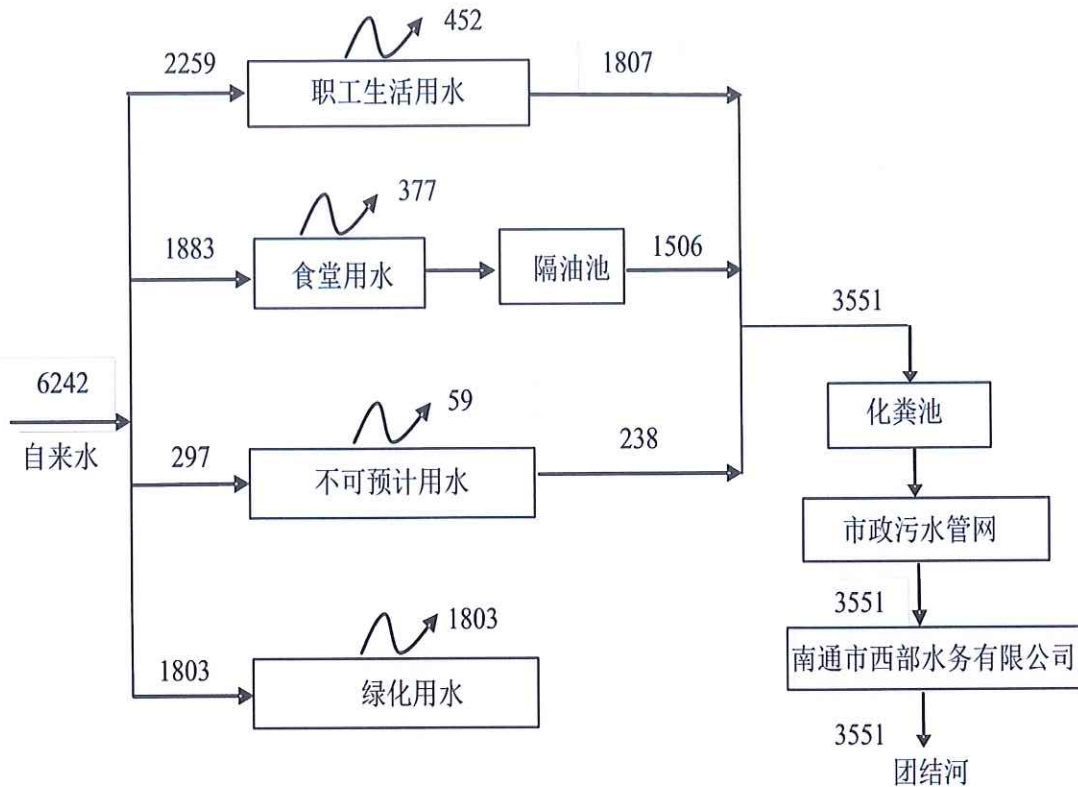 452
2259
职工生活用水
1807
377
1883
食堂用水
隔油池
1506
3551
6242
自来水
化粪池
59
297
不可预计用水
238
市政污水管网
3551
1803
1803
绿化用水
南通市西部水务有限公司
3551
团结河